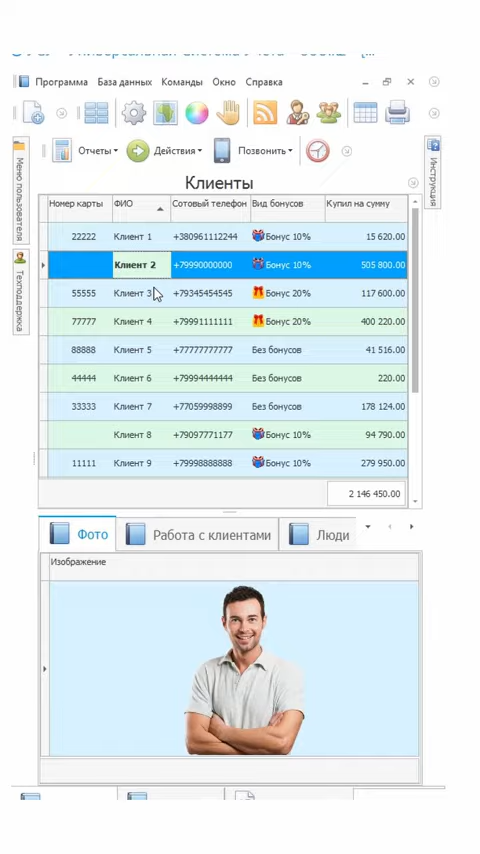 Программа База данных Команды Окно Справка
Отчеты Действия Позвонить
Меню пользователя
Техподдержка
Инструкция
Клиенты
Номер карты ФИО Сотовый телефон Вид бонусов Купил на сумму
22222 Клиент 1 +380961112244 Бонус 10% 15 620.00
Клиент 2 +79990000000 Бонус 10% 505 800.00
55555 Клиент 3 +79345454545 Бонус 20% 117 600.00
77777 Клиент 4 +79991111111 Бонус 20% 400 220.00
88888 Клиент 5 +77777777777 Без бонусов 41 516.00
44444 Клиент 6 +79994444444 Без бонусов 220.00
33333 Клиент 7 +77059998899 Без бонусов 178 124.00
Клиент 8 +79097771177 Бонус 10% 94 790.00
11111 Клиент 9 +79998888888 Бонус 10% 279 950.00
2 146 450.00
Фото Работа с клиентами Люди
Изображение